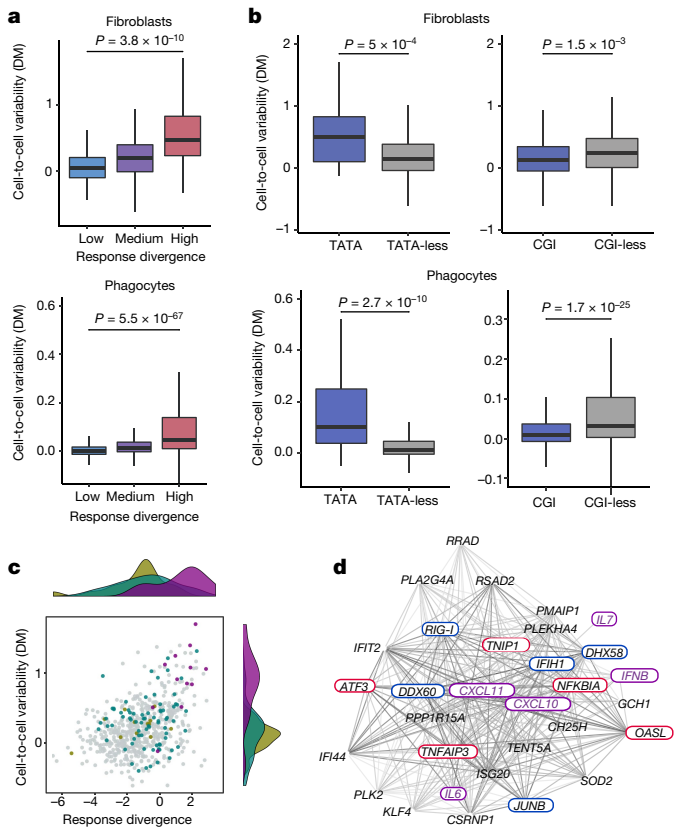 a
Fibroblasts
P = 3.8 × 10⁻¹⁰
Cell-to-cell variability (DM)
1
0
Low Medium High
Response divergence
Phagocytes
P = 5.5 × 10⁻⁶⁷
Cell-to-cell variability (DM)
0.6
0.4
0.2
0.0
Low Medium High
Response divergence
b
Fibroblasts
P = 5 × 10⁻⁴
Cell-to-cell variability (DM)
2
1
0
−1
TATA TATA-less
P = 1.5 × 10⁻³
2
1
0
−1
CGI CGI-less
Phagocytes
P = 2.7 × 10⁻¹⁰
Cell-to-cell variability (DM)
0.6
0.4
0.2
0.0
TATA TATA-less
P = 1.7 × 10⁻²⁵
0.3
0.2
0.1
0.0
−0.1
CGI CGI-less
c
Cell-to-cell variability (DM)
1
0
−6 −4 −2 0 2
Response divergence
d
RRAD
PLA2G4A RSAD2
PMAIP1 IL7
RIG-I PLEKHA4
IFIT2 TNIP1 DHX58
IFIH1 IFNB
ATF3 DDX60 CXCL11 NFKBIA
CXCL10 GCH1
PPP1R15A CH25H OASL
TNFAIP3 TENT5A
IFI44 ISG20 SOD2
PLK2 IL6 JUNB
KLF4 CSRNP1